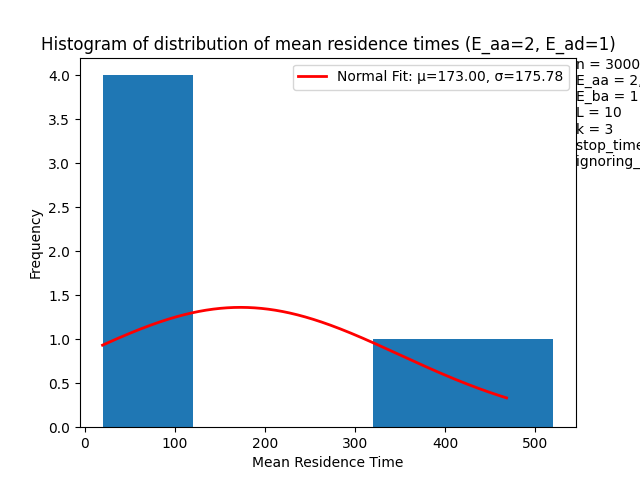 Histogram of distribution of mean residence times (E_aa=2, E_ad=1)
Normal Fit: μ=173.00, σ=175.78
n = 3000
E_aa = 2,
E_ba = 1
L = 10
k = 3
stop_time
ignoring_
Frequency
4.0
3.5
3.0
2.5
2.0
1.5
1.0
0.5
0.0
0 100 200 300 400 500
Mean Residence Time